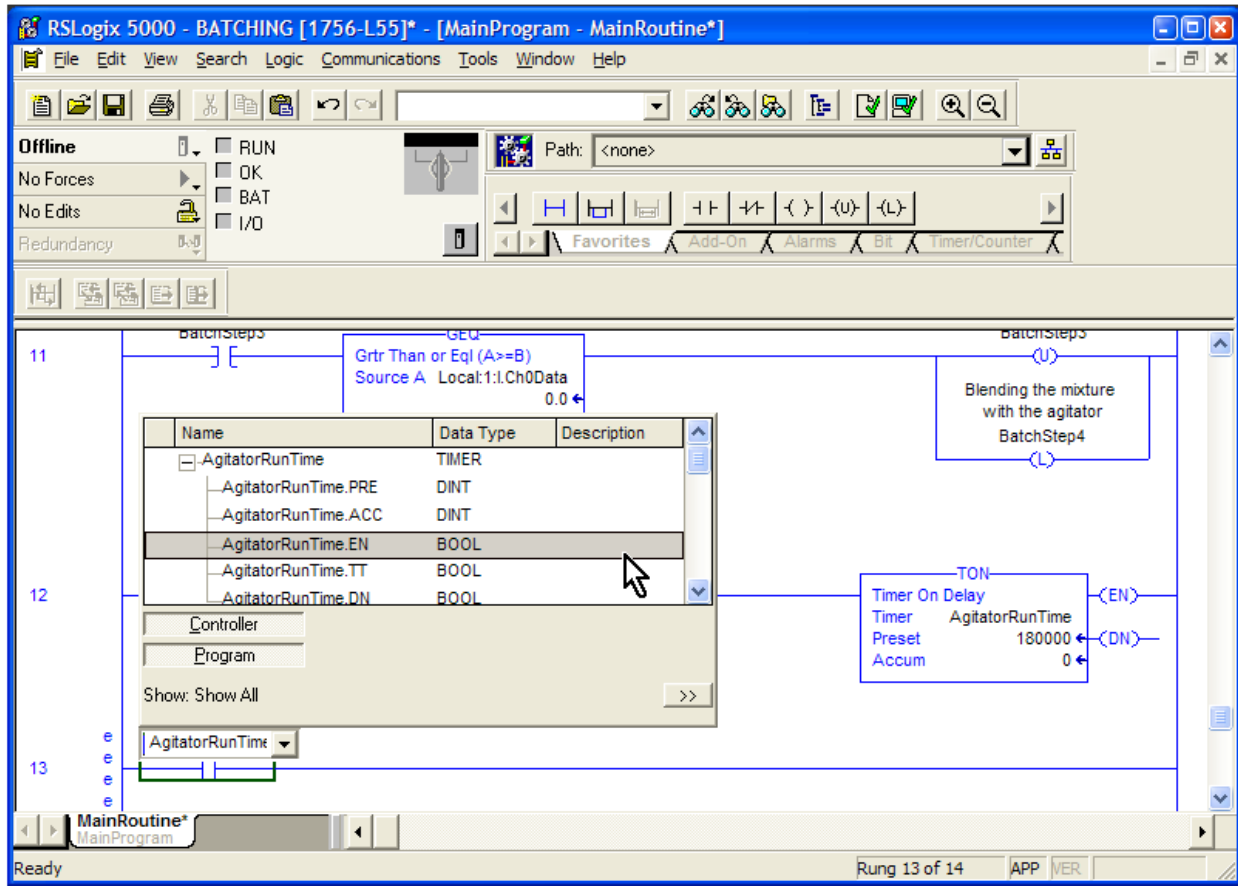 RSLogix 5000 - BATCHING [1756-L55]* - [MainProgram - MainRoutine*]
File Edit View Search Logic Communications Tools Window Help
Offline
No Forces
No Edits
Redundancy
RUN
OK
BAT
I/O
Path: <none>
Favorites Add-On Alarms Bit Timer/Counter
11
BatchStep3
GEQ
Grtr Than or Eql (A>=B)
Source A Local:1:I.Ch0Data
0.0
BatchStep3
U
Blending the mixture
with the agitator
BatchStep4
L
Name Data Type Description
AgitatorRunTime TIMER
AgitatorRunTime.PRE DINT
AgitatorRunTime.ACC DINT
AgitatorRunTime.EN BOOL
AgitatorRunTime.TT BOOL
AgitatorRunTime.DN BOOL
Controller
Program
Show: Show All >>
12
TON
Timer On Delay EN
Timer AgitatorRunTime
Preset 180000 DN
Accum 0
13
e
e
e
e
AgitatorRunTime
MainRoutine*
MainProgram
Ready Rung 13 of 14 APP VER